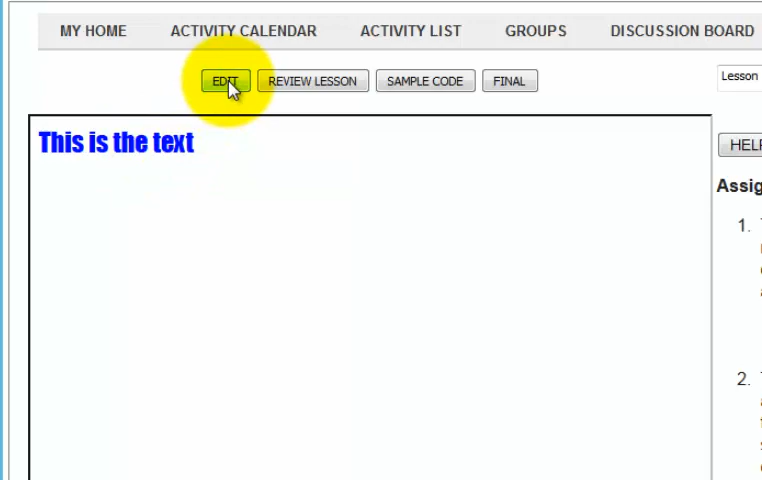 MY HOME ACTIVITY CALENDAR ACTIVITY LIST GROUPS DISCUSSION BOARD
EDIT REVIEW LESSON SAMPLE CODE FINAL Lesson
This is the text
1.
2.